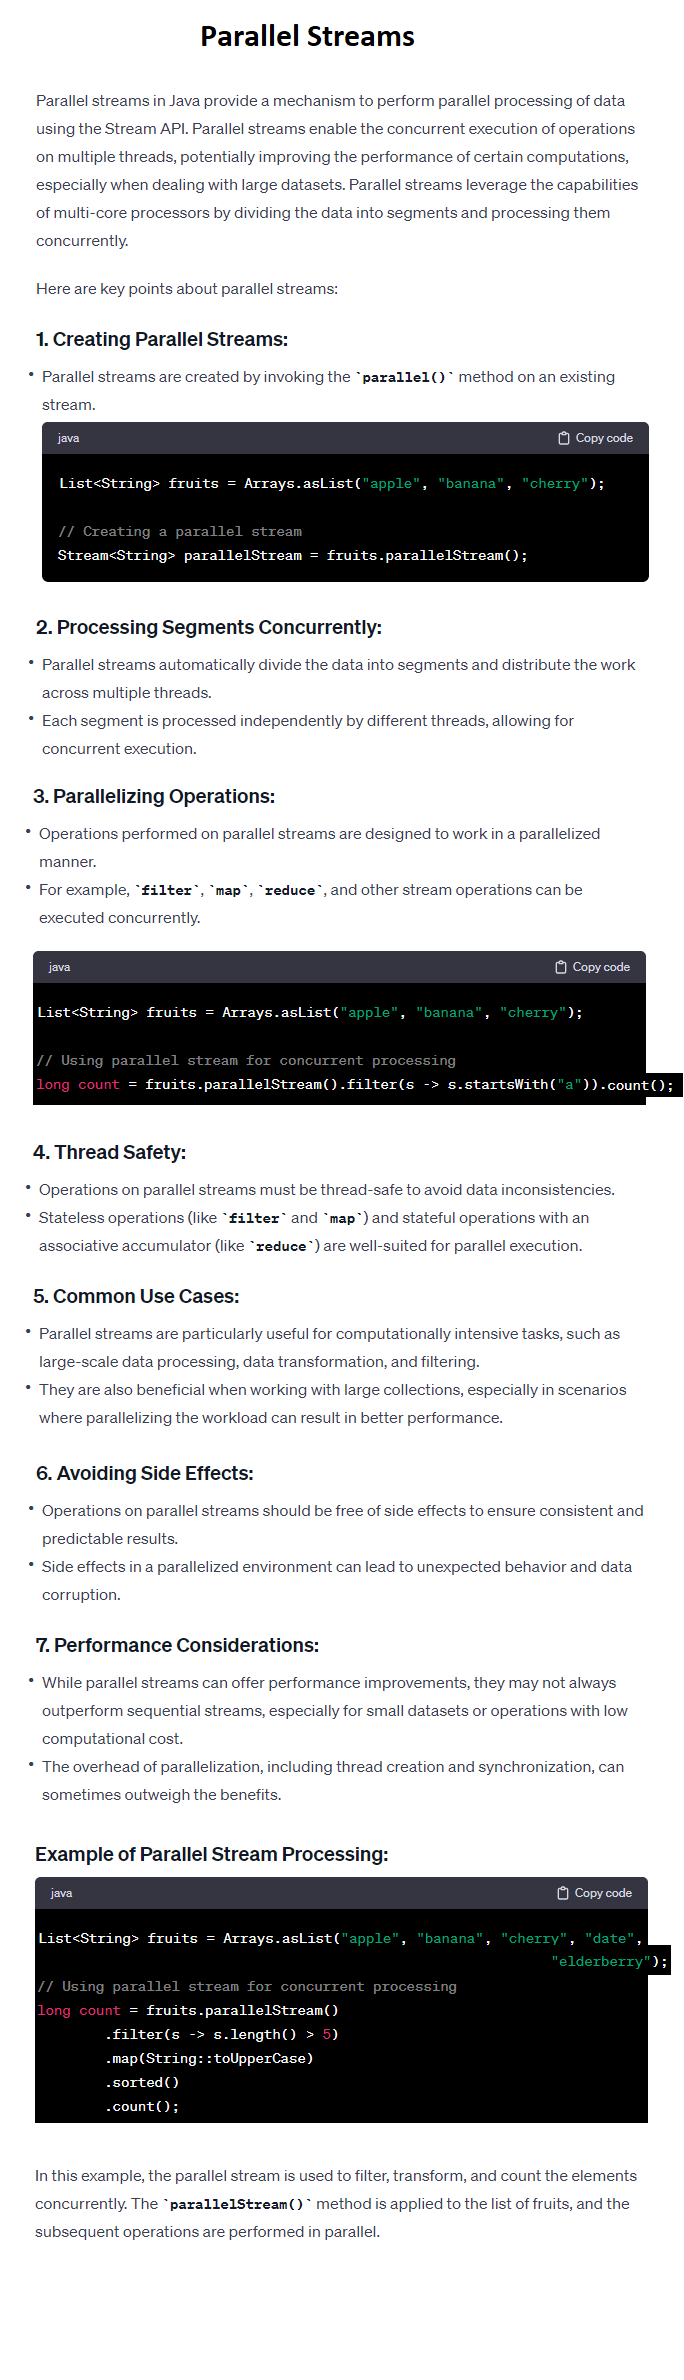 Parallel Streams
Parallel streams in Java provide a mechanism to perform parallel processing of data
using the Stream API. Parallel streams enable the concurrent execution of operations
on multiple threads, potentially improving the performance of certain computations,
especially when dealing with large datasets. Parallel streams leverage the capabilities
of multi-core processors by dividing the data into segments and processing them
concurrently.
Here are key points about parallel streams:
1. Creating Parallel Streams:
• Parallel streams are created by invoking the `parallel()` method on an existing
stream.
java Copy code
List<String> fruits = Arrays.asList("apple", "banana", "cherry");
// Creating a parallel stream
Stream<String> parallelStream = fruits.parallelStream();
2. Processing Segments Concurrently:
• Parallel streams automatically divide the data into segments and distribute the work
across multiple threads.
• Each segment is processed independently by different threads, allowing for
concurrent execution.
3. Parallelizing Operations:
• Operations performed on parallel streams are designed to work in a parallelized
manner.
• For example, `filter`, `map`, `reduce`, and other stream operations can be
executed concurrently.
java Copy code
List<String> fruits = Arrays.asList("apple", "banana", "cherry");
// Using parallel stream for concurrent processing
long count = fruits.parallelStream().filter(s -> s.startsWith("a")).count();
4. Thread Safety:
• Operations on parallel streams must be thread-safe to avoid data inconsistencies.
• Stateless operations (like `filter` and `map`) and stateful operations with an
associative accumulator (like `reduce`) are well-suited for parallel execution.
5. Common Use Cases:
• Parallel streams are particularly useful for computationally intensive tasks, such as
large-scale data processing, data transformation, and filtering.
• They are also beneficial when working with large collections, especially in scenarios
where parallelizing the workload can result in better performance.
6. Avoiding Side Effects:
• Operations on parallel streams should be free of side effects to ensure consistent and
predictable results.
• Side effects in a parallelized environment can lead to unexpected behavior and data
corruption.
7. Performance Considerations:
• While parallel streams can offer performance improvements, they may not always
outperform sequential streams, especially for small datasets or operations with low
computational cost.
• The overhead of parallelization, including thread creation and synchronization, can
sometimes outweigh the benefits.
Example of Parallel Stream Processing:
java Copy code
List<String> fruits = Arrays.asList("apple", "banana", "cherry", "date",
"elderberry");
// Using parallel stream for concurrent processing
long count = fruits.parallelStream()
.filter(s -> s.length() > 5)
.map(String::toUpperCase)
.sorted()
.count();
In this example, the parallel stream is used to filter, transform, and count the elements
concurrently. The `parallelStream()` method is applied to the list of fruits, and the
subsequent operations are performed in parallel.